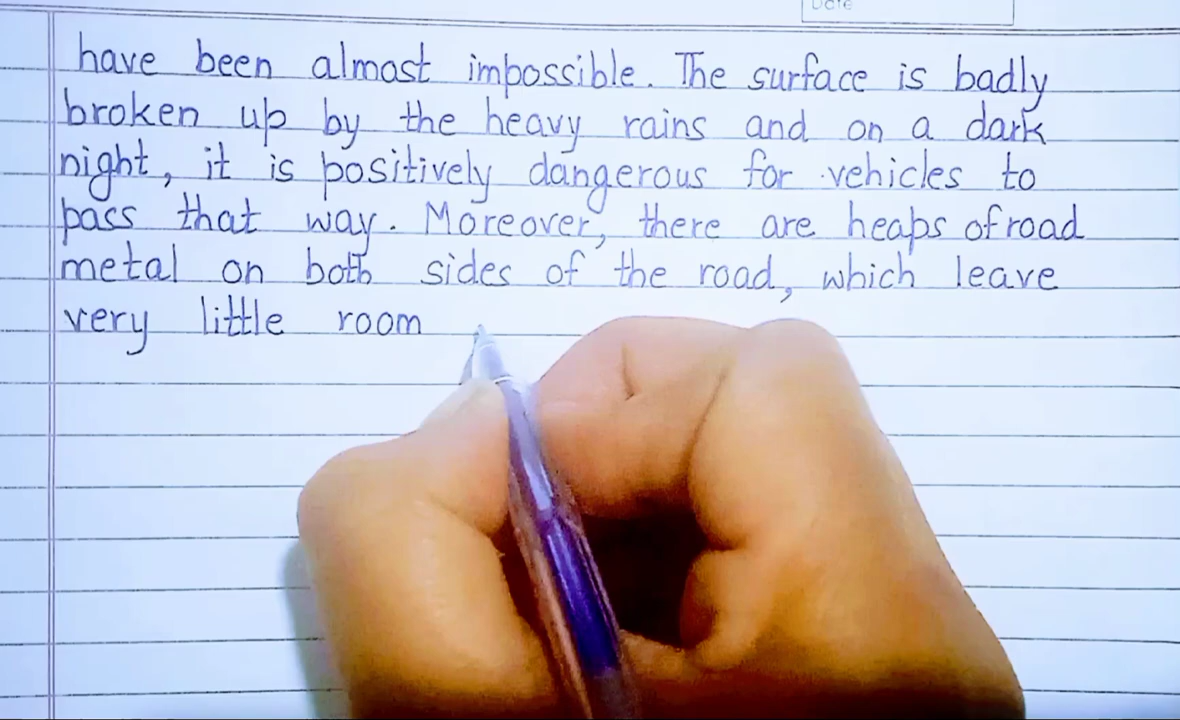 Date
have been almost impossible. The surface is badly
broken up by the heavy rains and on a dark
night, it is positively dangerous for vehicles to
pass that way. Moreover, there are heaps of road
metal on both sides of the road, which leave
very little room